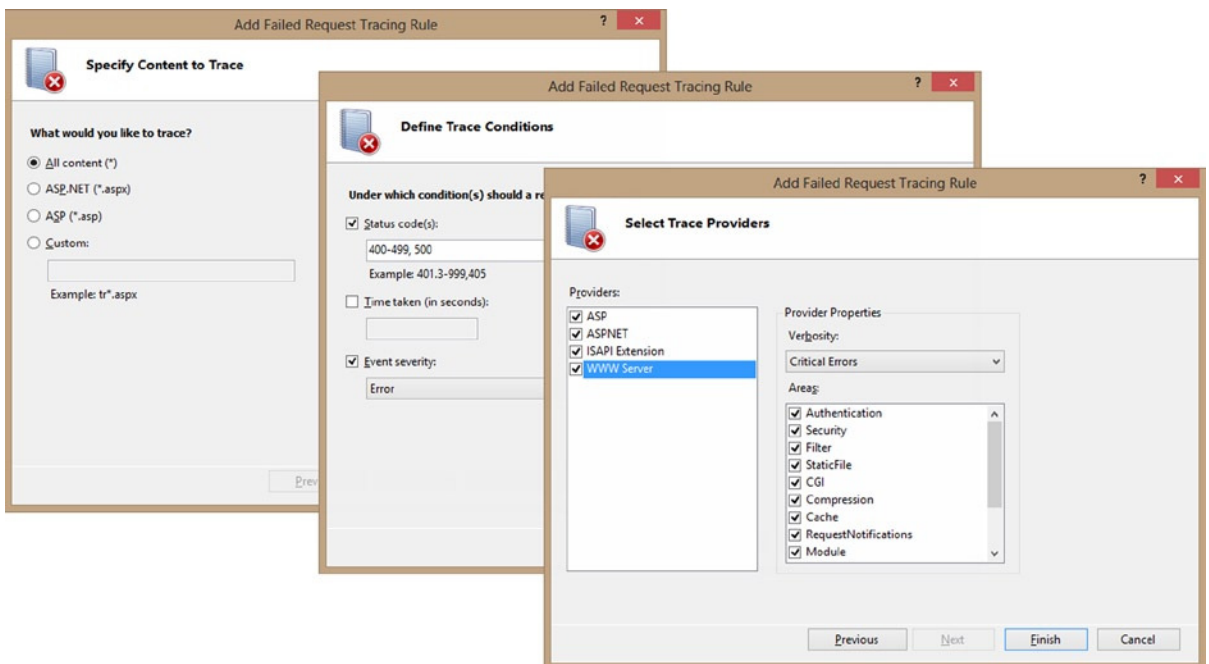 Add Failed Request Tracing Rule
?
Specify Content to Trace
What would you like to trace?
All content (*)
ASP.NET (*.aspx)
ASP (*.asp)
Custom:
Example: tr*.aspx
Add Failed Request Tracing Rule
?
Define Trace Conditions
Under which condition(s) should a
Status code(s):
400-499, 500
Example: 401.3-999,405
Time taken (in seconds):
Event severity:
Error
Add Failed Request Tracing Rule
?
Select Trace Providers
Providers:
ASP
ASPNET
ISAPI Extension
WWW Server
Provider Properties
Verbosity:
Critical Errors
Areas:
Authentication
Security
Filter
StaticFile
CGI
Compression
Cache
RequestNotifications
Module
Previous
Next
Finish
Cancel